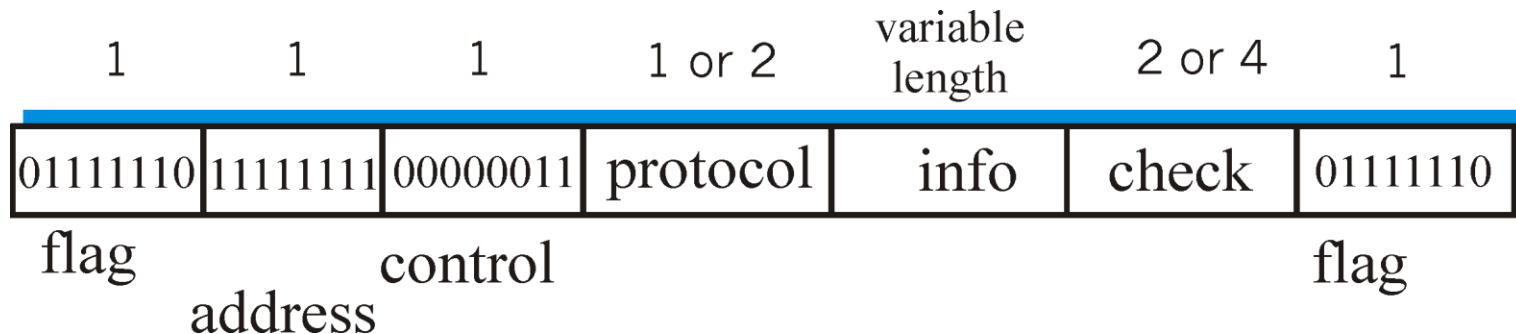 1 1 1 1 or 2 variable length 2 or 4 1
01111110 11111111 00000011 protocol info check 01111110
flag address control flag